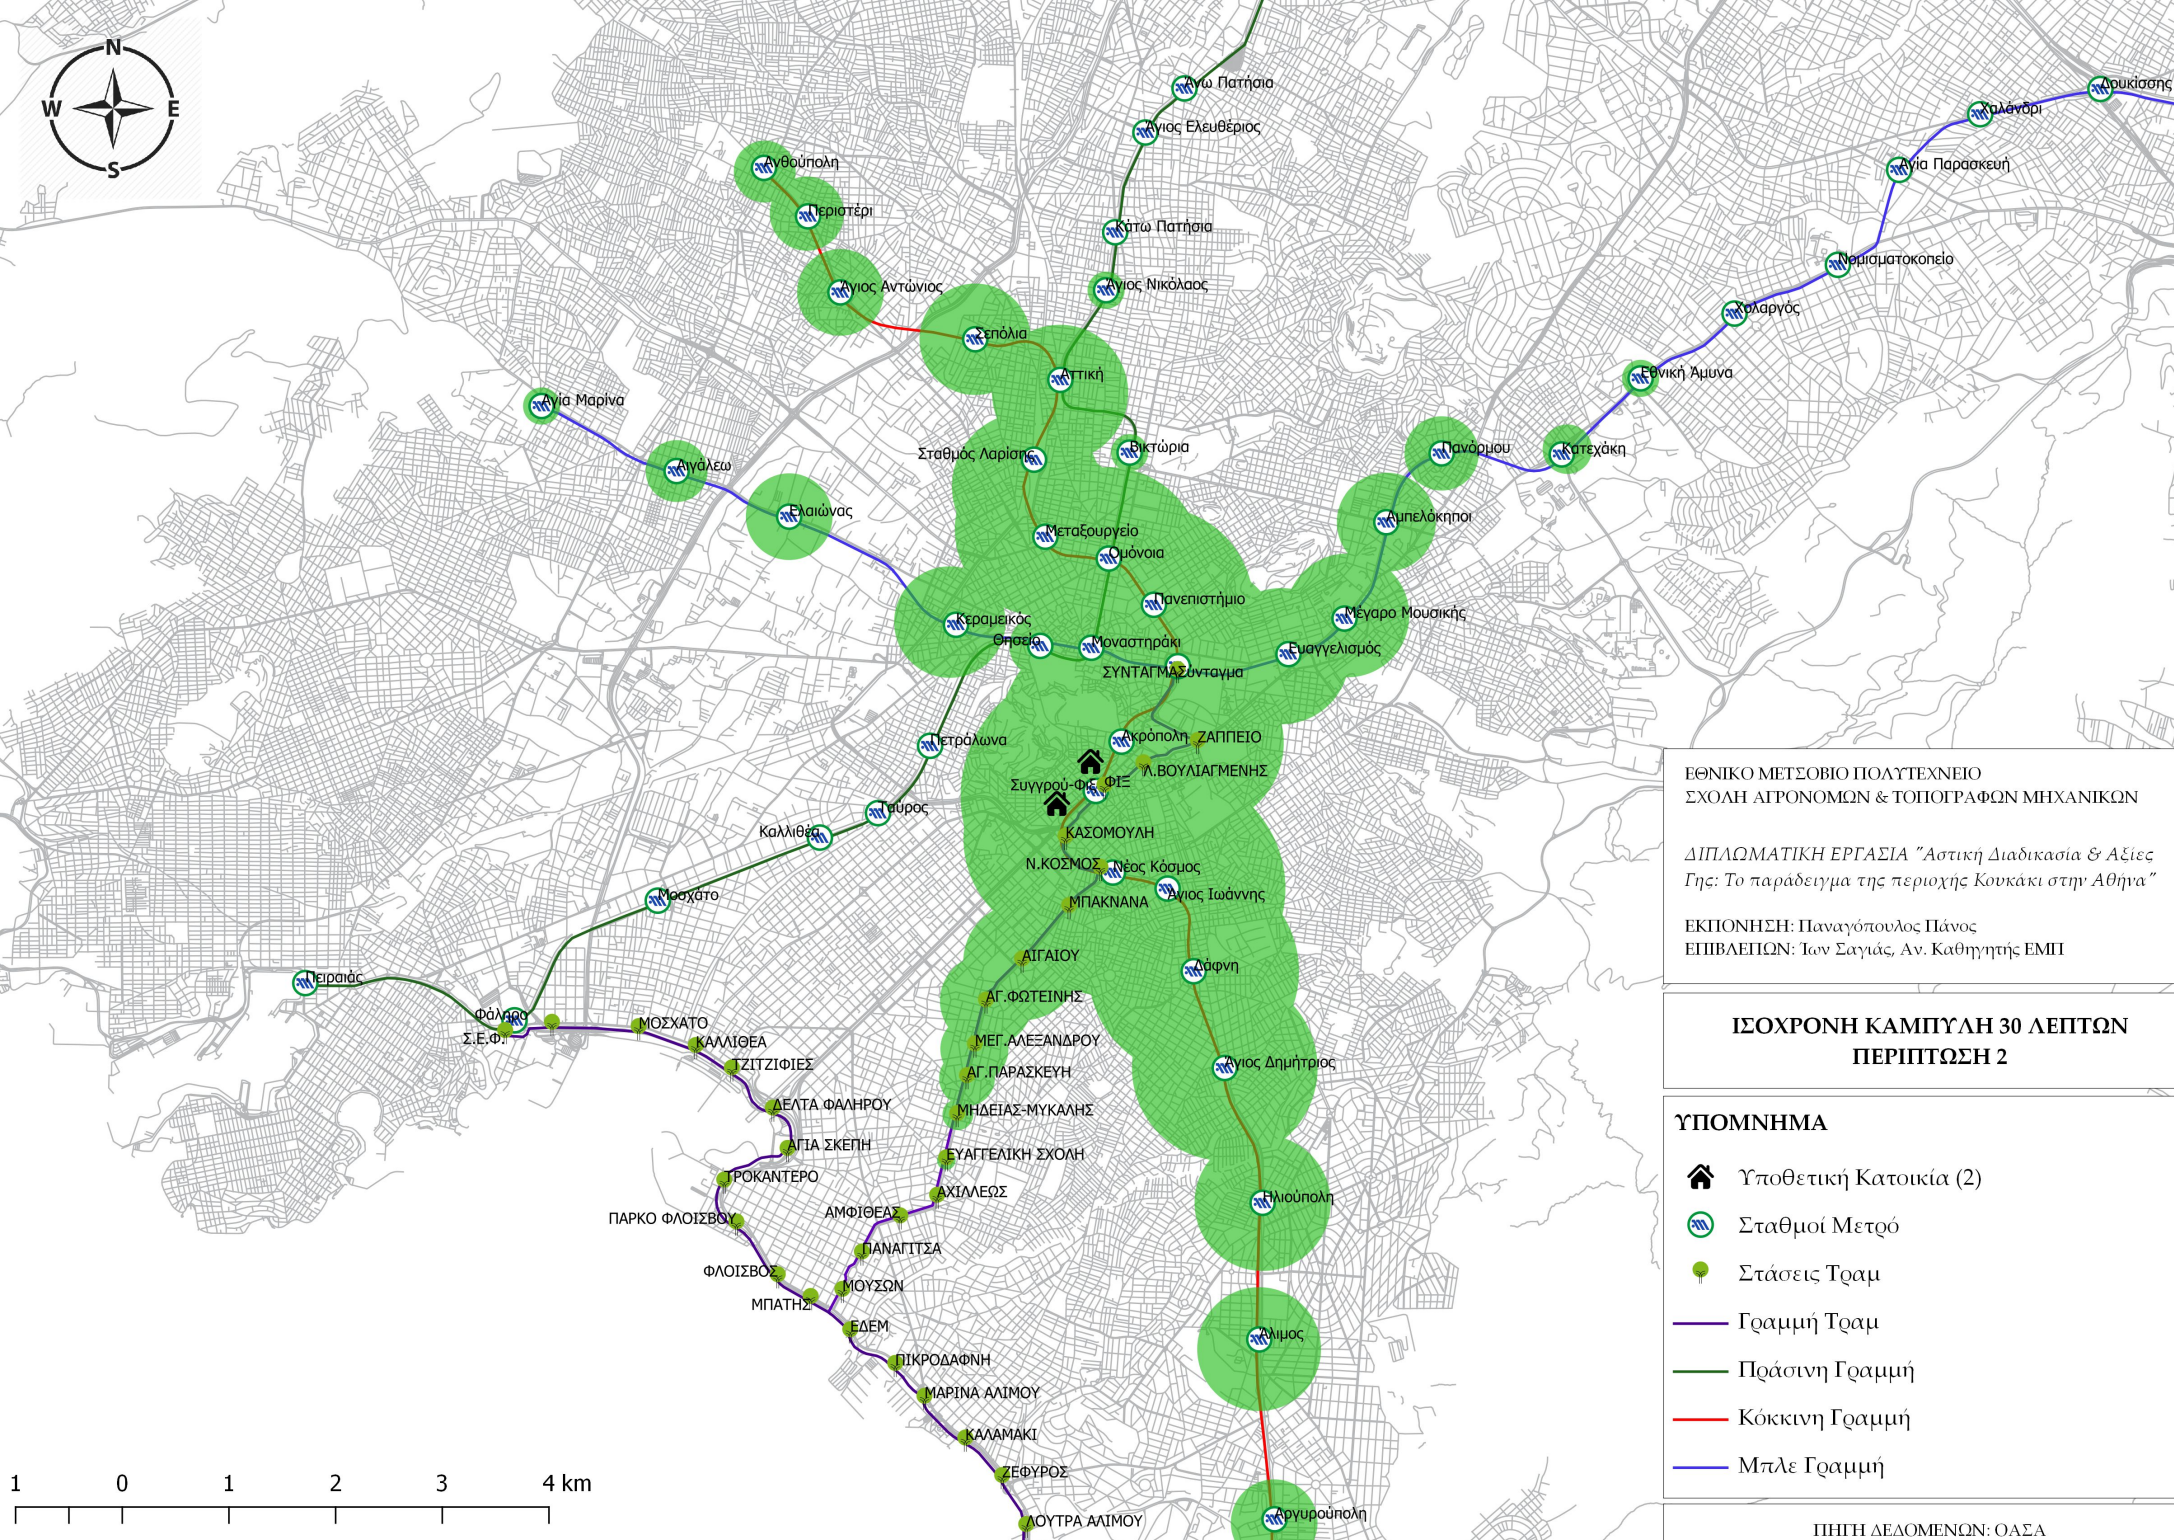 N
W E
S
Άνω Πατήσια
Άγιος Ελευθέριος
Κάτω Πατήσια
Άγιος Νικόλαος
Ανθούπολη
Περιστέρι
Άγιος Αντώνιος
Σεπόλια
Αττική
Σταθμός Λαρίσης
Βικτώρια
Μεταξουργείο
Ομόνοια
Πανεπιστήμιο
Αγία Μαρίνα
Αιγάλεω
Ελαιώνας
Κεραμεικός
Θησείο
Μοναστηράκι
ΣΥΝΤΑΓΜΑ
Σύνταγμα
Ευαγγελισμός
Μέγαρο Μουσικής
Αμπελόκηποι
Πανόρμου
Κατεχάκη
Εθνική Άμυνα
Χολαργός
Νομισματοκοπείο
Αγία Παρασκευή
Χαλάνδρι
Δουκίσσης
Ακρόπολη
ΖΑΠΠΕΙΟ
Λ.ΒΟΥΛΙΑΓΜΕΝΗΣ
Συγγρού-Φιξ
ΦΙΞ
ΚΑΣΟΜΟΥΛΗ
Ν.ΚΟΣΜΟΣ
Νέος Κόσμος
Άγιος Ιωάννης
ΜΠΑΚΝΑΝΑ
ΑΙΓΑΙΟΥ
Δάφνη
ΑΓ.ΦΩΤΕΙΝΗΣ
ΜΕΓ.ΑΛΕΞΑΝΔΡΟΥ
ΑΓ.ΠΑΡΑΣΚΕΥΗ
Άγιος Δημήτριος
ΜΗΔΕΙΑΣ-ΜΥΚΑΛΗΣ
ΕΥΑΓΓΕΛΙΚΗ ΣΧΟΛΗ
ΑΧΙΛΛΕΩΣ
ΑΜΦΙΘΕΑΣ
ΠΑΝΑΓΙΤΣΑ
ΜΟΥΣΩΝ
Ηλιούπολη
Άλιμος
Αργυρούπολη
Πετράλωνα
Ταύρος
Καλλιθέα
Μοσχάτο
Πειραιάς
Φάληρο
Σ.Ε.Φ.
ΜΟΣΧΑΤΟ
ΚΑΛΛΙΘΕΑ
ΤΖΙΤΖΙΦΙΕΣ
ΔΕΛΤΑ ΦΑΛΗΡΟΥ
ΑΓΙΑ ΣΚΕΠΗ
ΤΡΟΚΑΝΤΕΡΟ
ΠΑΡΚΟ ΦΛΟΙΣΒΟΥ
ΦΛΟΙΣΒΟΣ
ΜΠΑΤΗΣ
ΕΔΕΜ
ΠΙΚΡΟΔΑΦΝΗ
ΜΑΡΙΝΑ ΑΛΙΜΟΥ
ΚΑΛΑΜΑΚΙ
ΖΕΦΥΡΟΣ
ΛΟΥΤΡΑ ΑΛΙΜΟΥ
1 0 1 2 3 4 km
ΕΘΝΙΚΟ ΜΕΤΣΟΒΙΟ ΠΟΛΥΤΕΧΝΕΙΟ
ΣΧΟΛΗ ΑΓΡΟΝΟΜΩΝ & ΤΟΠΟΓΡΑΦΩΝ ΜΗΧΑΝΙΚΩΝ
ΔΙΠΛΩΜΑΤΙΚΗ ΕΡΓΑΣΙΑ "Αστική Διαδικασία & Αξίες
Γης: Το παράδειγμα της περιοχής Κουκάκι στην Αθήνα"
ΕΚΠΟΝΗΣΗ: Παναγόπουλος Πάνος
ΕΠΙΒΛΕΠΩΝ: Ίων Σαγιάς, Αν. Καθηγητής ΕΜΠ
ΙΣΟΧΡΟΝΗ ΚΑΜΠΥΛΗ 30 ΛΕΠΤΩΝ
ΠΕΡΙΠΤΩΣΗ 2
ΥΠΟΜΝΗΜΑ
Υποθετική Κατοικία (2)
Σταθμοί Μετρό
Στάσεις Τραμ
Γραμμή Τραμ
Πράσινη Γραμμή
Κόκκινη Γραμμή
Μπλε Γραμμή
ΠΗΓΗ ΔΕΔΟΜΕΝΩΝ: ΟΑΣΑ